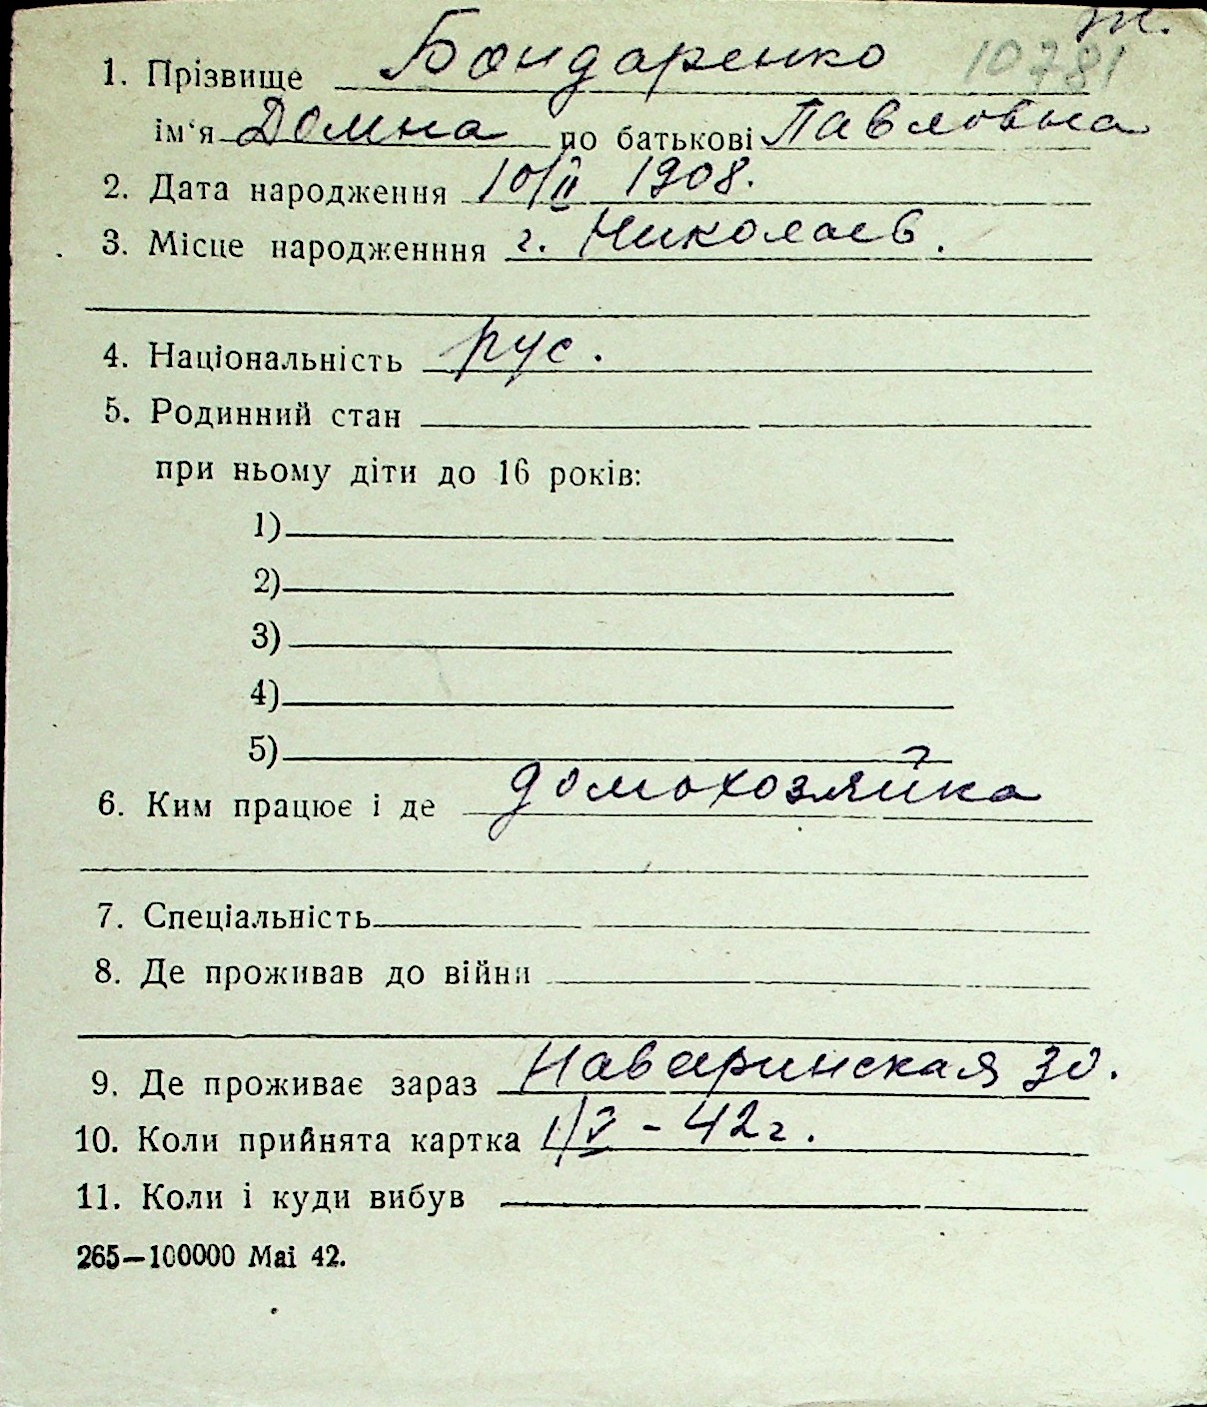 ж.
1. Прізвище Бондаренко 10781
ім'я Домна по батькові Павловна
2. Дата народження 10/II 1908.
3. Місце народженння г. Николаев.
4. Національність рус.
5. Родинний стан
при ньому діти до 16 років:
1)
2)
3)
4)
5)
6. Ким працює і де домохозяйка
7. Спеціальність
8. Де проживав до війни
9. Де проживає зараз Наваринская 30.
10. Коли прийнята картка 1/V - 42 г.
11. Коли і куди вибув
265—100000 Mai 42.